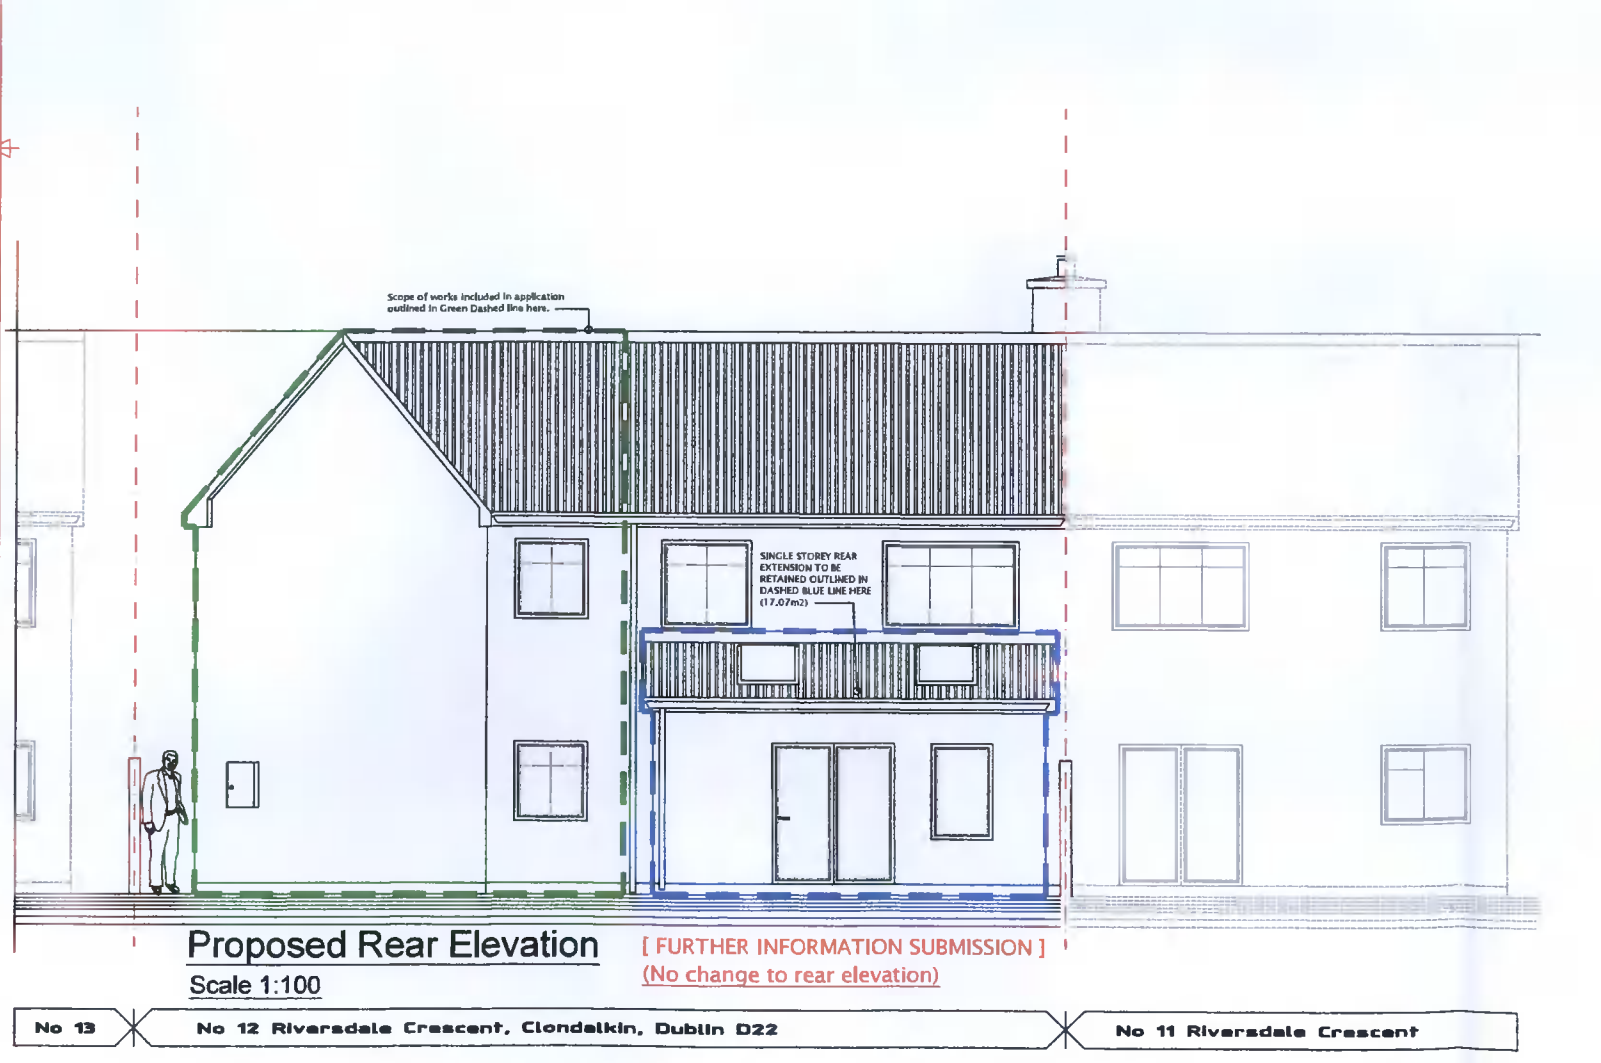 Scope of works included in application
outlined in Green Dashed line here.
SINGLE STOREY REAR
EXTENSION TO BE
RETAINED OUTLINED IN
DASHED BLUE LINE HERE
(17.07m2)
Proposed Rear Elevation
[ FURTHER INFORMATION SUBMISSION ]
Scale 1:100
(No change to rear elevation)
No 13
No 12 Riversdale Crescent, Clondalkin, Dublin D22
No 11 Riversdale Crescent